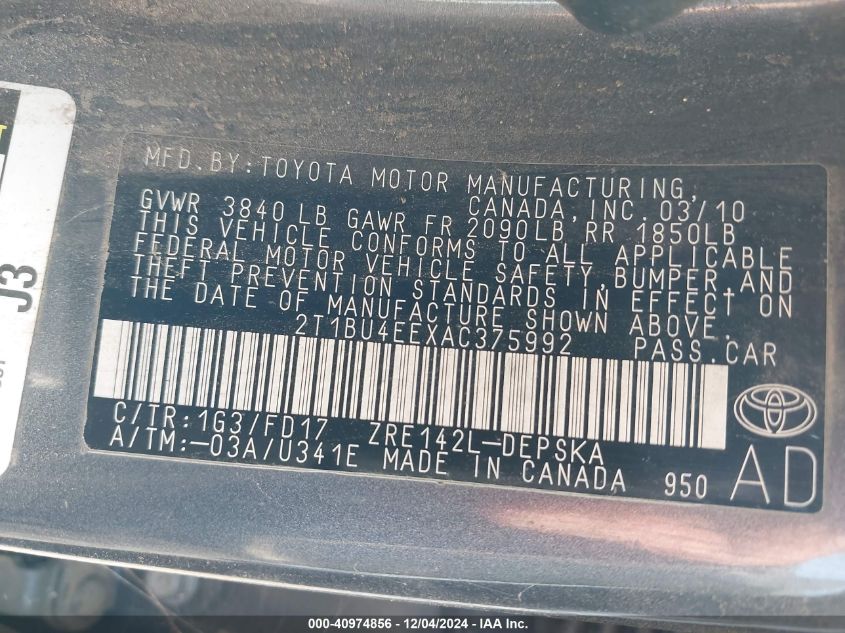 MFD.BY:TOYOTA MOTOR MANUFACTURING,
CANADA,INC. 03/10
GVWR 3840 LB GAWR FR 2090LB RR 1850LB
THIS VEHICLE CONFORMS TO ALL APPLICABLE
FEDERAL MOTOR VEHICLE SAFETY,BUMPER,AND
THEFT PREVENTION STANDARDS IN EFFECT ON
THE DATE OF MANUFACTURE SHOWN ABOVE.
2T1BU4EEXAC375992 PASS.CAR
C/TR:1G3/FD17 ZRE142L-DEPSKA
A/TM:-03A/U341E MADE IN CANADA 950 AD
J3
000-40974856 - 12/04/2024 - IAA Inc.